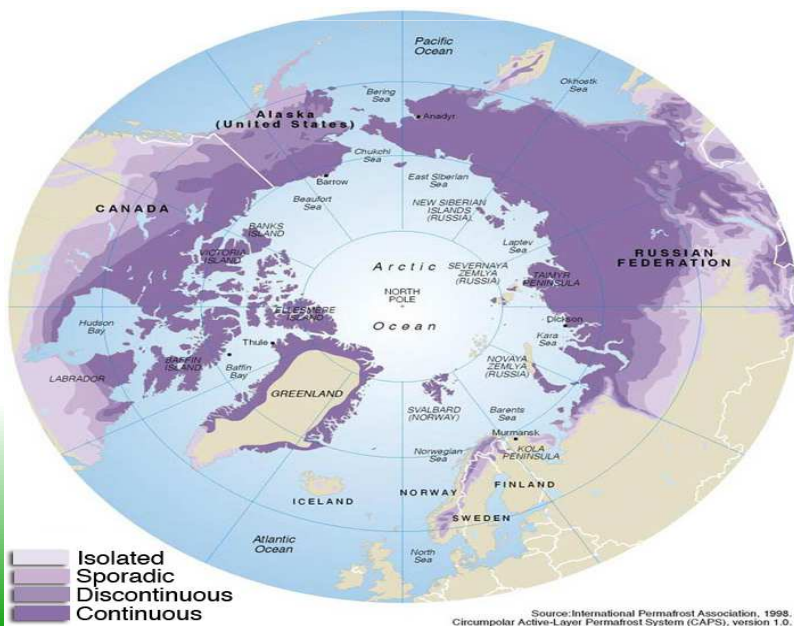 Pacific
Ocean
Okhostk
Sea
Bering
Sea
Alaska
(United States)
Anadyr
Chukchi
Sea
Barrow
East Siberian
Sea
Beaufort
Sea
NEW SIBERIAN
ISLANDS
(RUSSIA)
CANADA
BANKS
ISLAND
Laptev
Sea
VICTORIA
ISLAND
Arctic
RUSSIAN
FEDERATION
SEVERNAYA
ZEMLYA
(RUSSIA)
TAIMYR
PENINSULA
NORTH
POLE
ELLESMERE
ISLAND
Ocean
Dickson
Hudson
Bay
Kara
Sea
Thule
BAFFIN
ISLAND
Baffin
Bay
NOVAYA
ZEMLYA
(RUSSIA)
LABRADOR
GREENLAND
SVALBARD
(NORWAY)
Barents
Sea
Murmansk
KOLA
PENINSULA
Norwegian
Sea
FINLAND
NORWAY
ICELAND
SWEDEN
Atlantic
Ocean
North
Sea
Isolated
Sporadic
Discontinuous
Continuous
Source:International Permafrost Association, 1998.
Circumpolar Active-Layer Permafrost System (CAPS), version 1.0.